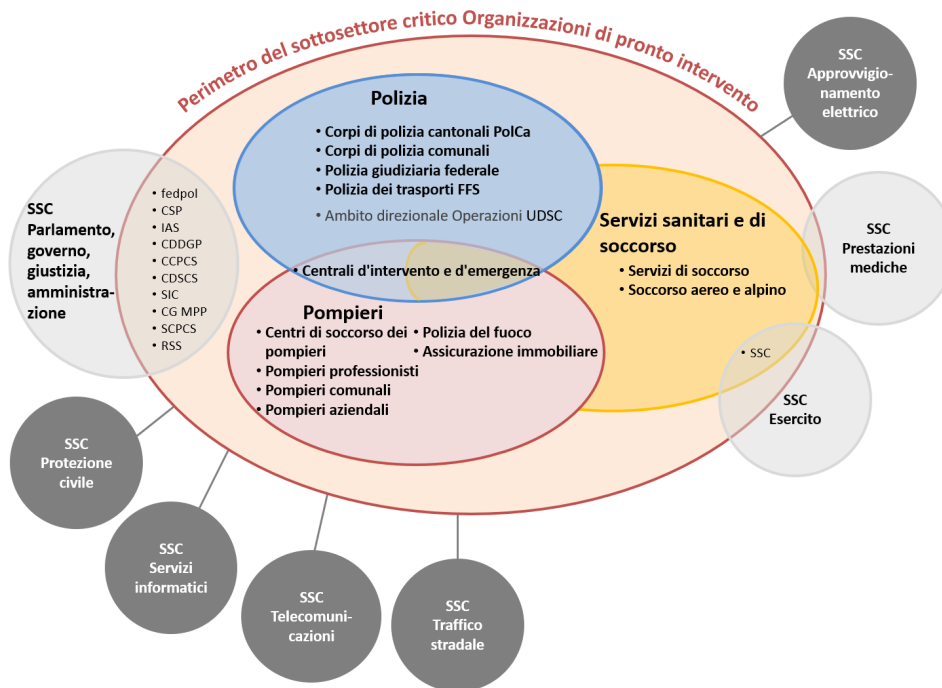 Perimetro del sottosettore critico Organizzazioni di pronto intervento
SSC
Approvvigio-
namento
elettrico
Polizia
• Corpi di polizia cantonali PolCa
• Corpi di polizia comunali
• Polizia giudiziaria federale
• Polizia dei trasporti FFS
• Ambito direzionale Operazioni UDSC
SSC
Parlamento,
governo,
giustizia,
amministra-
zione
• fedpol
• CSP
• IAS
• CDDGP
• CCPCS
• CDSCS
• SIC
• CG MPP
• SCPCS
• RSS
Servizi sanitari e di
soccorso
• Servizi di soccorso
• Soccorso aereo e alpino
SSC
Prestazioni
mediche
• Centrali d'intervento e d'emergenza
Pompieri
• Centri di soccorso dei
pompieri
• Pompieri professionisti
• Pompieri comunali
• Pompieri aziendali
• Polizia del fuoco
• Assicurazione immobiliare
• SSC
SSC
Esercito
SSC
Protezione
civile
SSC
Servizi
informatici
SSC
Telecomuni-
cazioni
SSC
Traffico
stradale